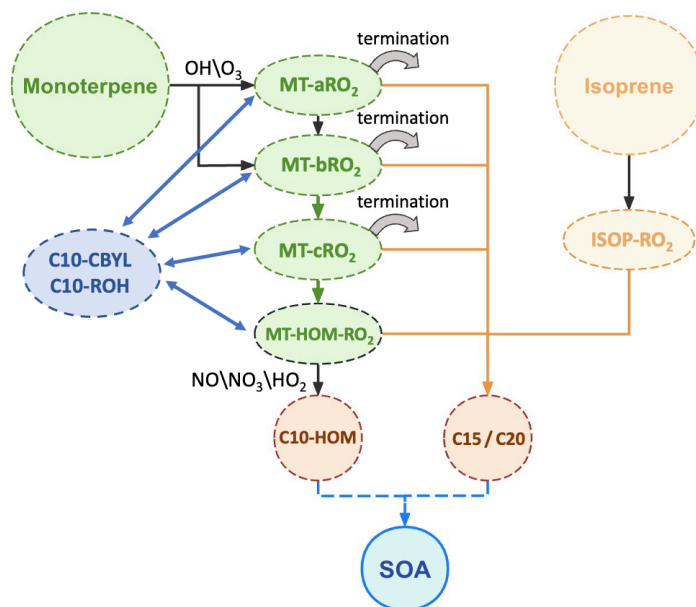 termination
OH\O₃
Monoterpene
MT-aRO₂
Isoprene
termination
MT-bRO₂
termination
MT-cRO₂
ISOP-RO₂
C10-CBYL
C10-ROH
MT-HOM-RO₂
NO\NO₃\HO₂
C10-HOM
C15 / C20
SOA